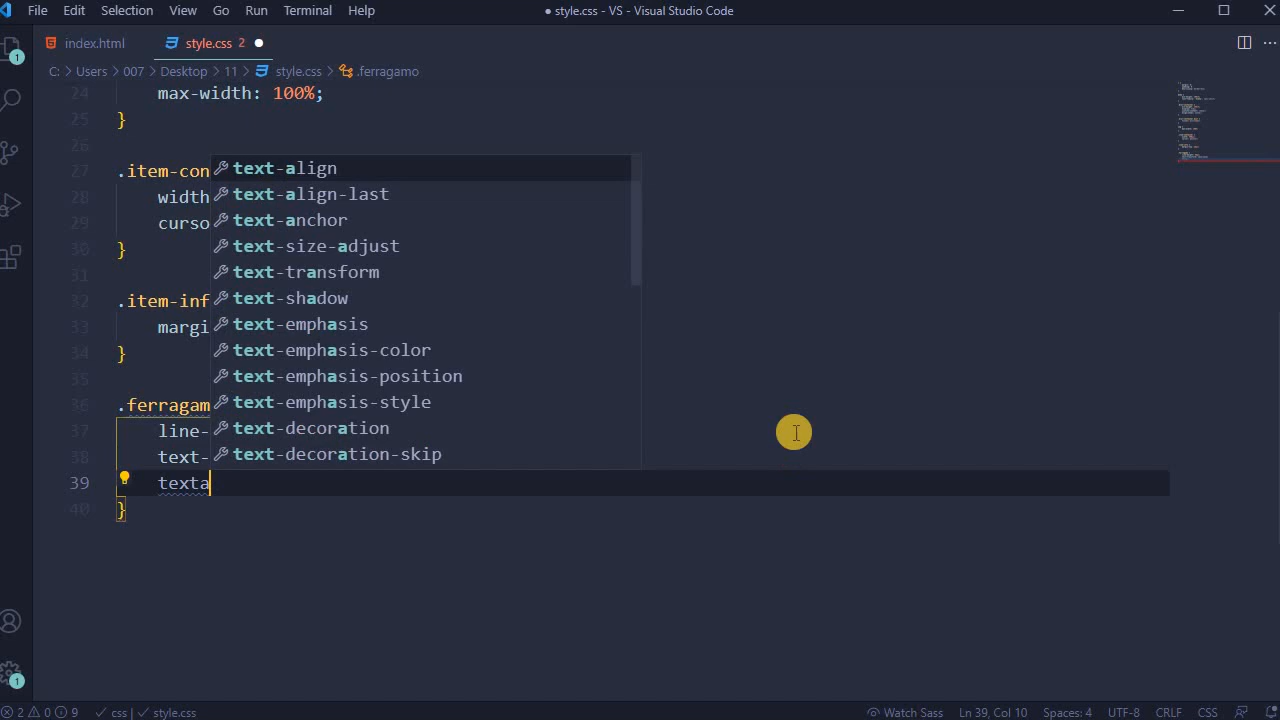 File Edit Selection View Go Run Terminal Help
● style.css - VS - Visual Studio Code
index.html style.css 2 ●
C: > Users > 007 > Desktop > 11 > style.css > .ferragamo
24 max-width: 100%;
25 }
26
27 .item-con
28 width
29 curso
30 }
31
32 .item-inf
33 margi
34 }
35
36 .ferragam
37 line-
38 text-
39 texta
40 }
text-align
text-align-last
text-anchor
text-size-adjust
text-transform
text-shadow
text-emphasis
text-emphasis-color
text-emphasis-position
text-emphasis-style
text-decoration
text-decoration-skip
1
1
2 0 9 css | style.css Watch Sass Ln 39, Col 10 Spaces: 4 UTF-8 CRLF CSS